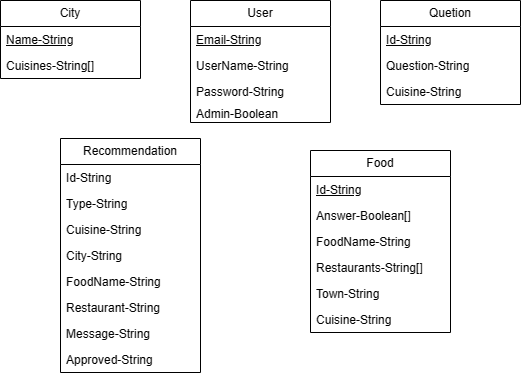 City
Name-String
Cuisines-String[]
User
Email-String
UserName-String
Password-String
Admin-Boolean
Quetion
Id-String
Question-String
Cuisine-String
Recommendation
Id-String
Type-String
Cuisine-String
City-String
FoodName-String
Restaurant-String
Message-String
Approved-String
Food
Id-String
Answer-Boolean[]
FoodName-String
Restaurants-String[]
Town-String
Cuisine-String